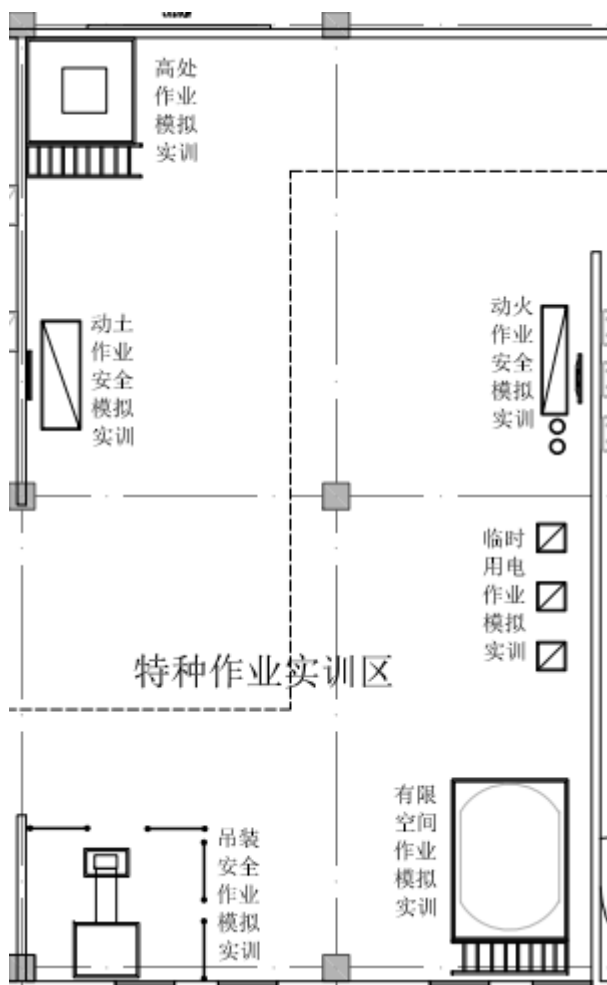 高处
作业
模拟
实训
动土
作业
安全
模拟
实训
动火
作业
安全
模拟
实训
临时
用电
作业
模拟
实训
特种作业实训区
有限
空间
作业
模拟
实训
吊装
安全
作业
模拟
实训